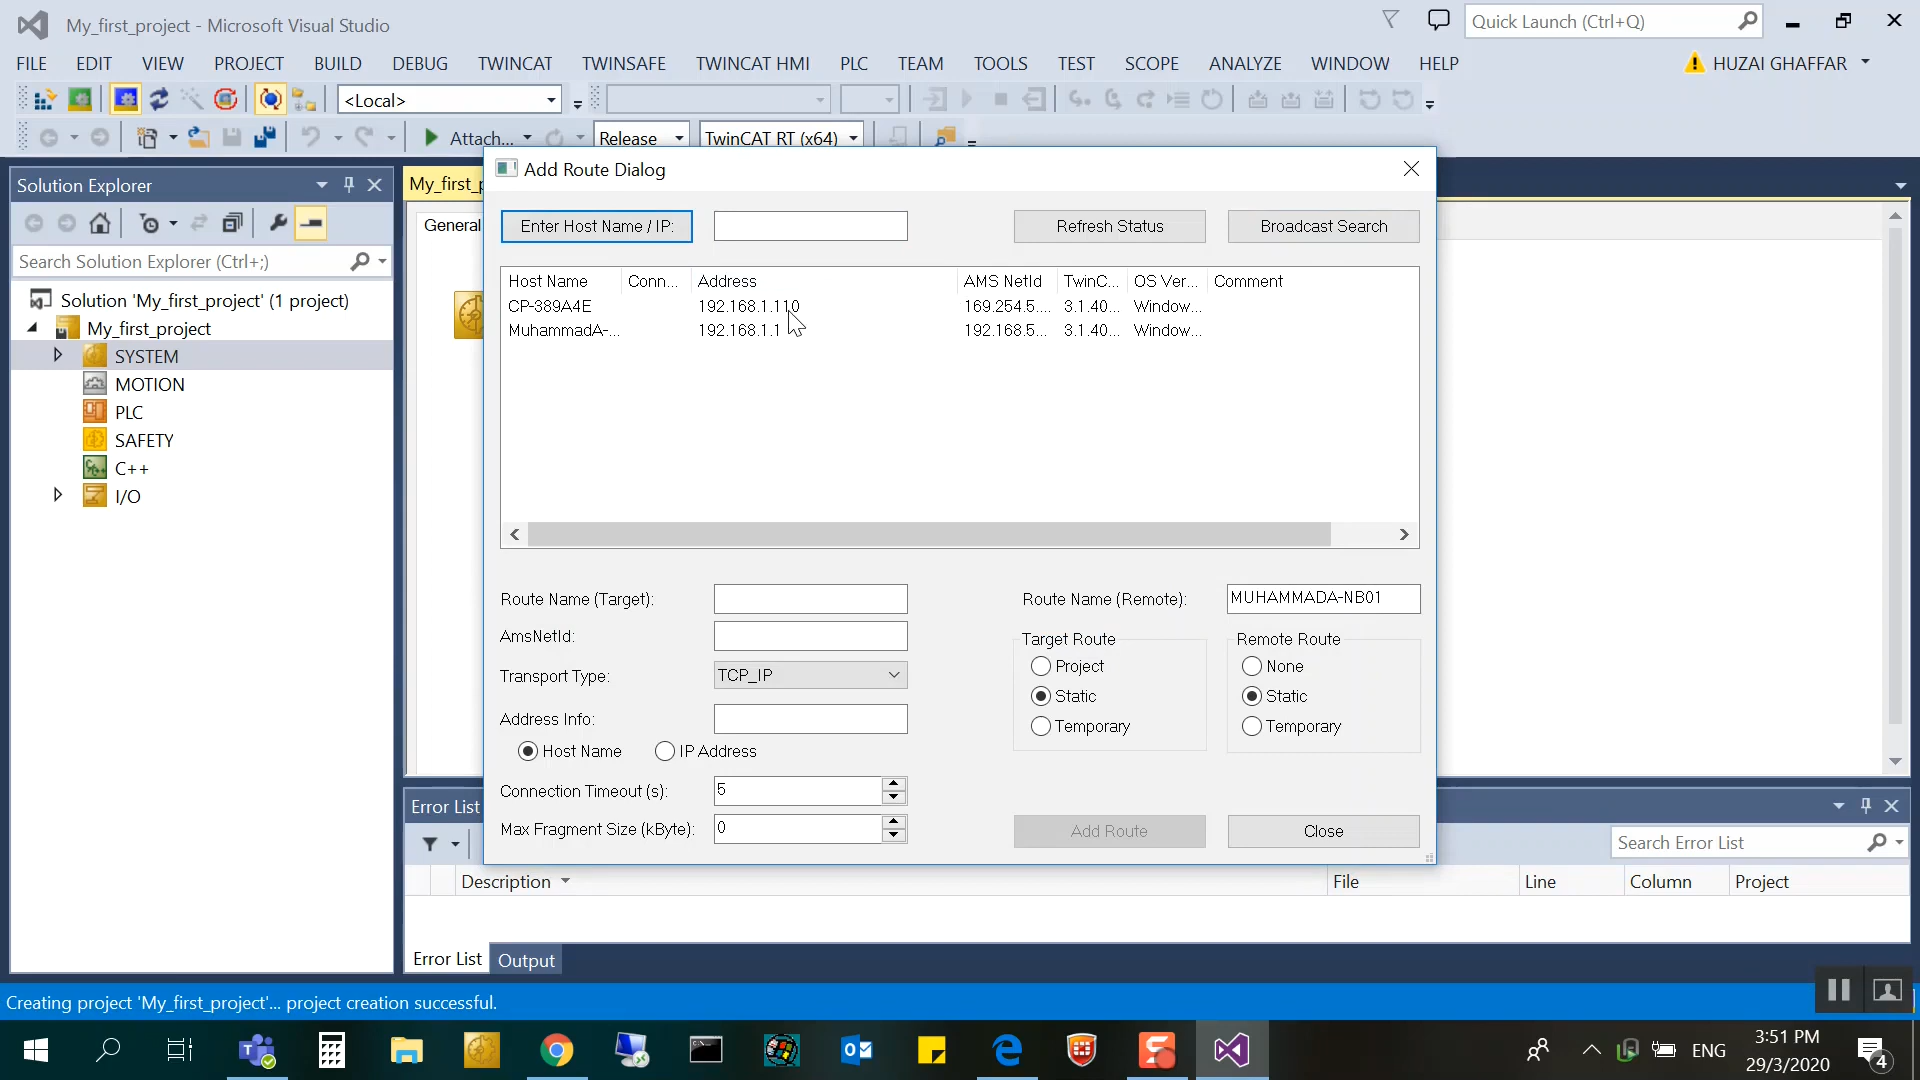 My_first_project - Microsoft Visual Studio
Quick Launch (Ctrl+Q)
FILE EDIT VIEW PROJECT BUILD DEBUG TWINCAT TWINSAFE TWINCAT HMI PLC TEAM TOOLS TEST SCOPE ANALYZE WINDOW HELP
HUZAI GHAFFAR
<Local>
Attach... Release TwinCAT RT (x64)
Solution Explorer
Search Solution Explorer (Ctrl+;)
Solution 'My_first_project' (1 project)
My_first_project
SYSTEM
MOTION
PLC
SAFETY
C++
I/O
My_first_p
General
Add Route Dialog
Enter Host Name / IP:
Refresh Status
Broadcast Search
Host Name Conn... Address AMS NetId TwinC... OS Ver... Comment
CP-389A4E 192.168.1.110 169.254.5.... 3.1.40... Window...
MuhammadA-... 192.168.1.1 192.168.5... 3.1.40... Window...
Route Name (Target):
Route Name (Remote): MUHAMMADA-NB01
AmsNetId:
Target Route
Remote Route
Transport Type: TCP_IP
Project
None
Static
Static
Address Info:
Temporary
Temporary
Host Name IP Address
Connection Timeout (s): 5
Max Fragment Size (kByte): 0
Add Route
Close
Error List
Search Error List
Description File Line Column Project
Error List Output
Creating project 'My_first_project'... project creation successful.
ENG
3:51 PM
29/3/2020
4